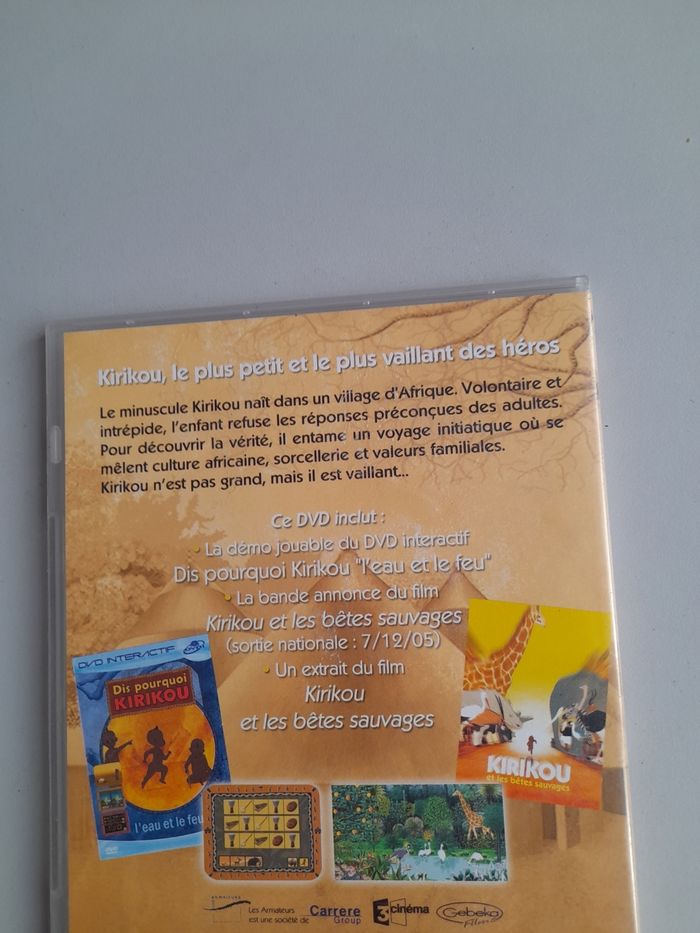 Kirikou, le plus petit et le plus vaillant des héros
Le minuscule Kirikou naît dans un village d'Afrique. Volontaire et
intrépide, l'enfant refuse les réponses préconçues des adultes.
Pour découvrir la vérité, il entame un voyage initiatique où se
mêlent culture africaine, sorcellerie et valeurs familiales.
Kirikou n'est pas grand, mais il est vaillant...
Ce DVD inclut :
• La démo jouable du DVD interactif
Dis pourquoi Kirikou "l'eau et le feu"
• La bande annonce du film
Kirikou et les bêtes sauvages
(sortie nationale : 7/12/05)
• Un extrait du film
Kirikou
et les bêtes sauvages
DVD INTERACTIF
Dis pourquoi
KIRIKOU
l'eau et le feu
KIRIKOU
et les bêtes sauvages
Les Armateurs
est une société de
Carrere
Group
3 cinéma
Gebeka
Films